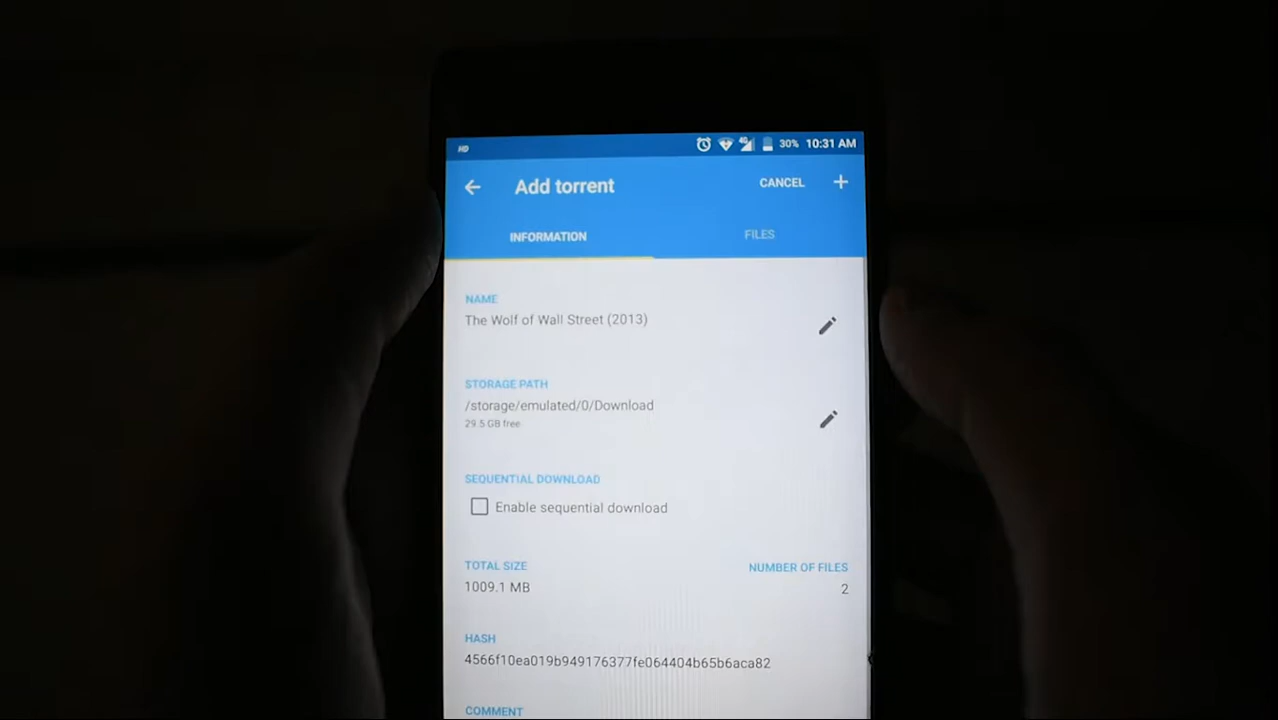 HD 4G 30% 10:31 AM
Add torrent CANCEL +
INFORMATION FILES
NAME
The Wolf of Wall Street (2013)
STORAGE PATH
/storage/emulated/0/Download
29.5 GB free
SEQUENTIAL DOWNLOAD
Enable sequential download
TOTAL SIZE NUMBER OF FILES
1009.1 MB 2
HASH
4566f10ea019b949176377fe064404b65b6aca82
COMMENT